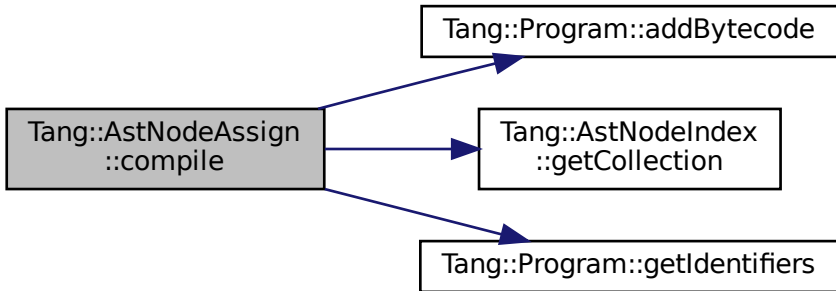 Tang::Program::addBytecode
Tang::AstNodeAssign
::compile
Tang::AstNodeIndex
::getCollection
Tang::Program::getIdentifiers